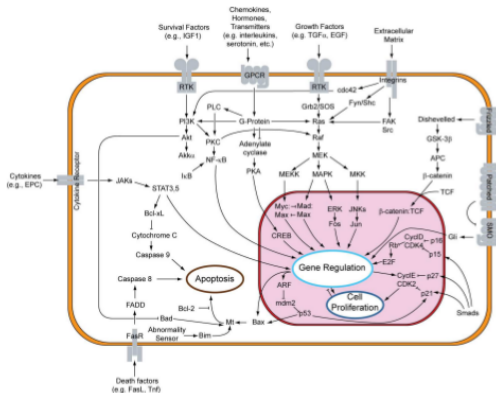 Survival Factors
(e.g., IGF1)
Chemokines,
Hormones,
Transmitters
(e.g. interleukins,
serotonin, etc.)
Growth Factors
(e.g. TGFα, EGF)
Extracellular
Matrix
RTK
GPCR
RTK
Integrins
cdc42
PLC
Grb2/SOS
Fyn/Shc
PI3K
G-Protein
Ras
FAK
Src
Dishevelled
Frizzled
Akt
PKC
Adenylate
cyclase
Raf
GSK-3β
Akkα
NF-κB
MEK
APC
IκB
PKA
MEKK
MAPK
MKK
β-catenin
Patched
Cytokines
(e.g., EPC)
Cytokine Receptor
JAKs
STAT3,5
TCF
Myc:
Mad:
Max
Max
ERK
JNKs
β-catenin:TCF
Bcl-xL
CREB
Fos
Jun
Gli
SMO
CycID
p16
Rb
CDK4
p15
Cytochrome C
E2F
Caspase 9
Gene Regulation
Caspase 8
Apoptosis
ARF
CyclE
p27
CDK2
p21
Cell
Proliferation
FADD
Bcl-2
mdm2
Bad
Mt
Bax
p53
Smads
FasR
Abnormality
Sensor
Bim
Death factors
(e.g. FasL, Tnf)